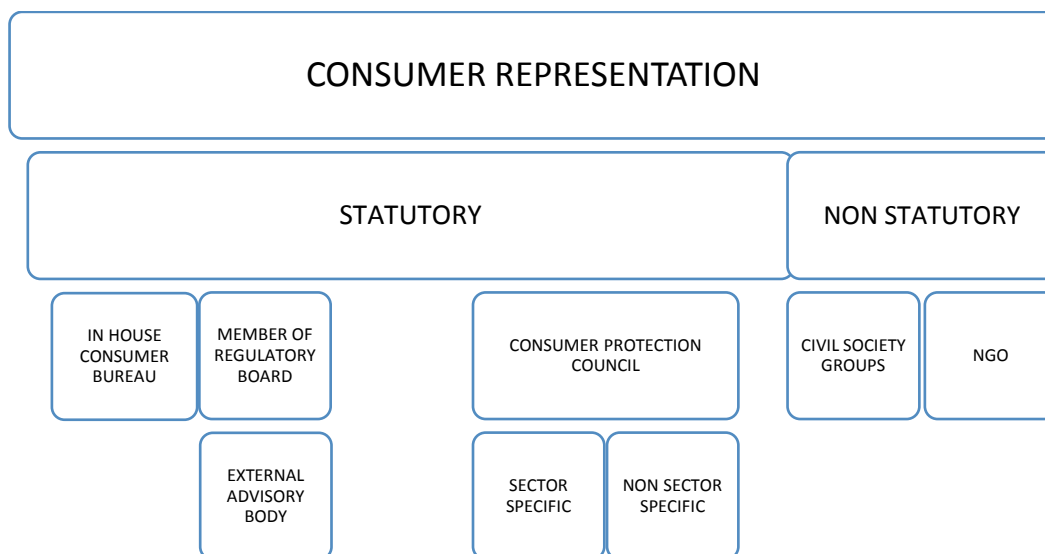 CONSUMER REPRESENTATION
STATUTORY
NON STATUTORY
IN HOUSE
CONSUMER
BUREAU
MEMBER OF
REGULATORY
BOARD
CONSUMER PROTECTION
COUNCIL
CIVIL SOCIETY
GROUPS
NGO
EXTERNAL
ADVISORY
BODY
SECTOR
SPECIFIC
NON SECTOR
SPECIFIC